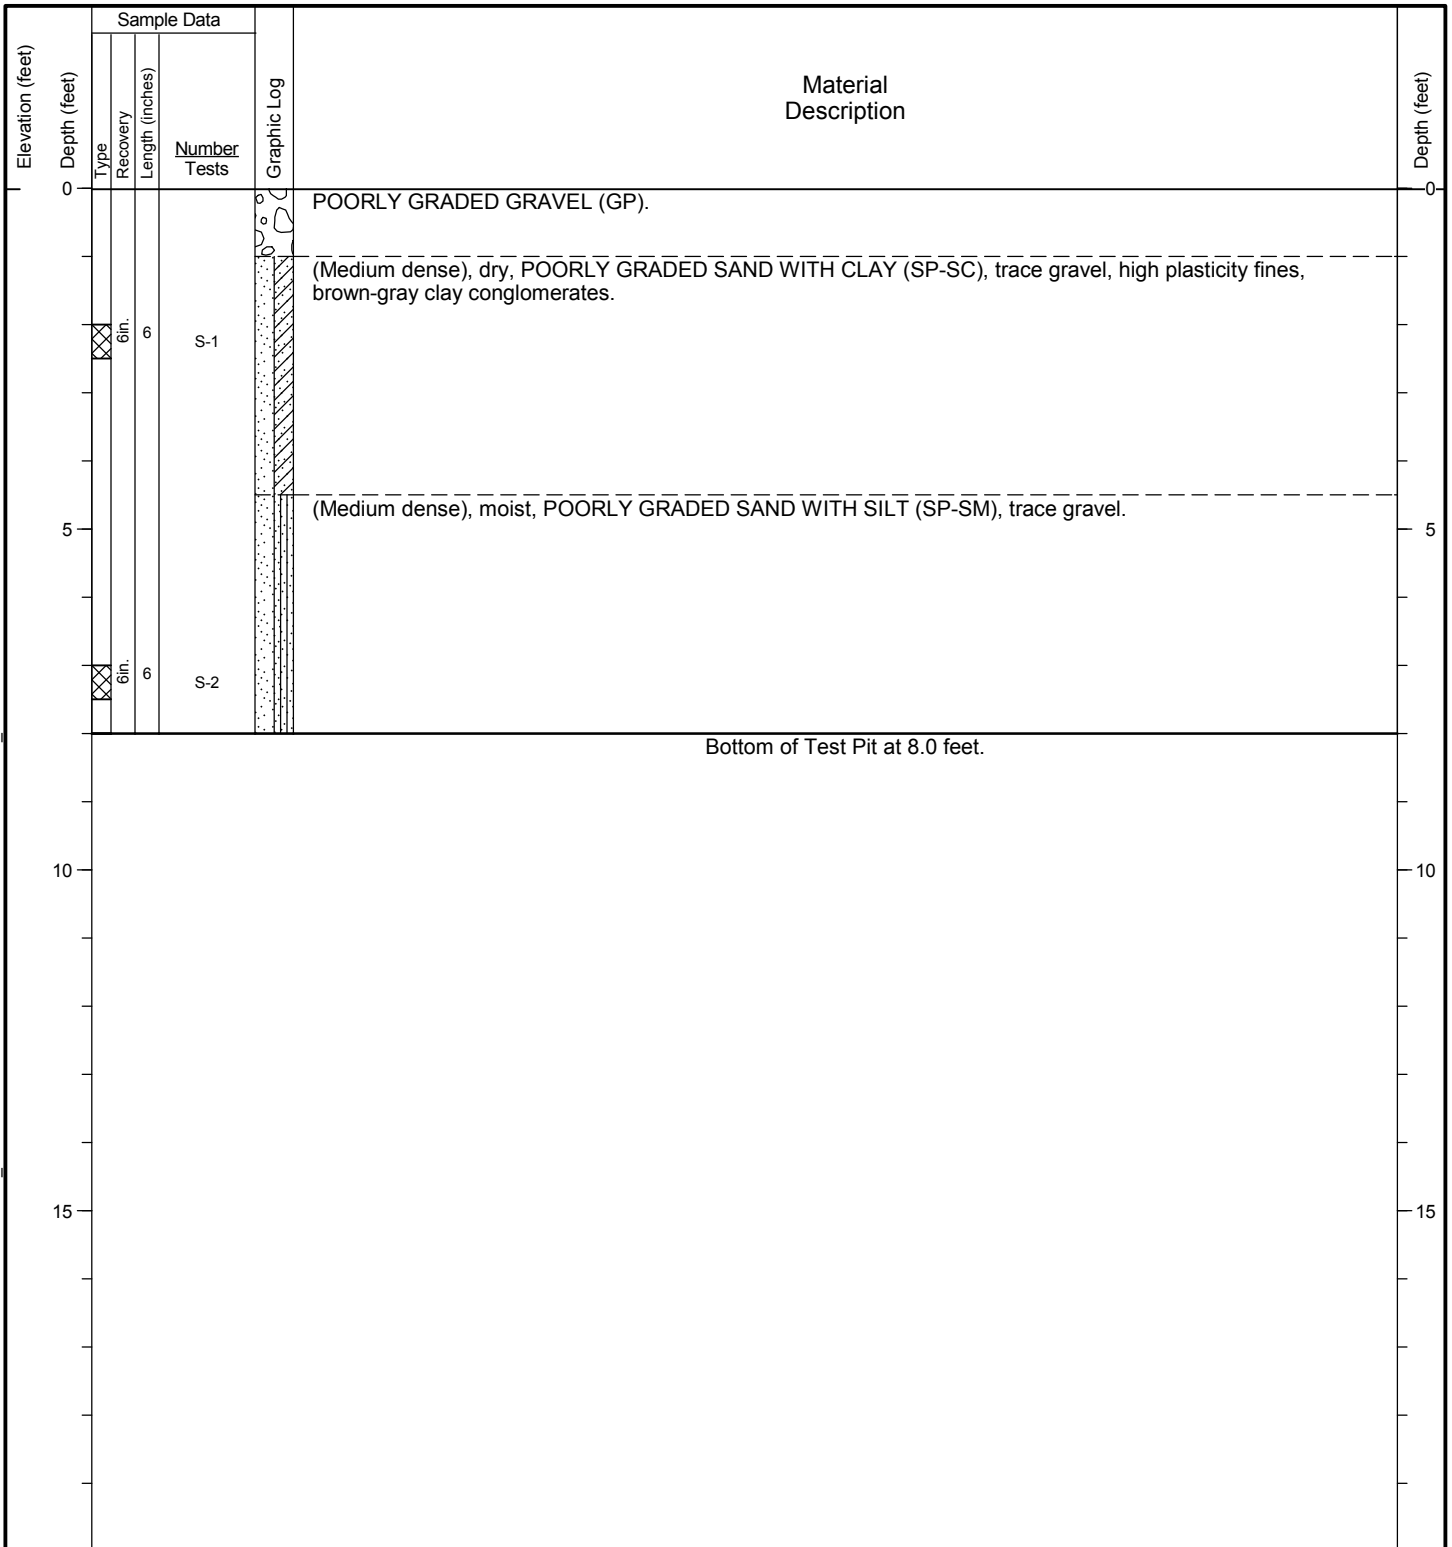 Sample Data
Elevation (feet)
Depth (feet)
Type
Recovery
Length (inches)
Number
Tests
Graphic Log
Material
Description
Depth (feet)
0
0
POORLY GRADED GRAVEL (GP).
(Medium dense), dry, POORLY GRADED SAND WITH CLAY (SP-SC), trace gravel, high plasticity fines,
brown-gray clay conglomerates.
6in.
6
S-1
(Medium dense), moist, POORLY GRADED SAND WITH SILT (SP-SM), trace gravel.
5
5
6in.
6
S-2
Bottom of Test Pit at 8.0 feet.
10
10
15
15